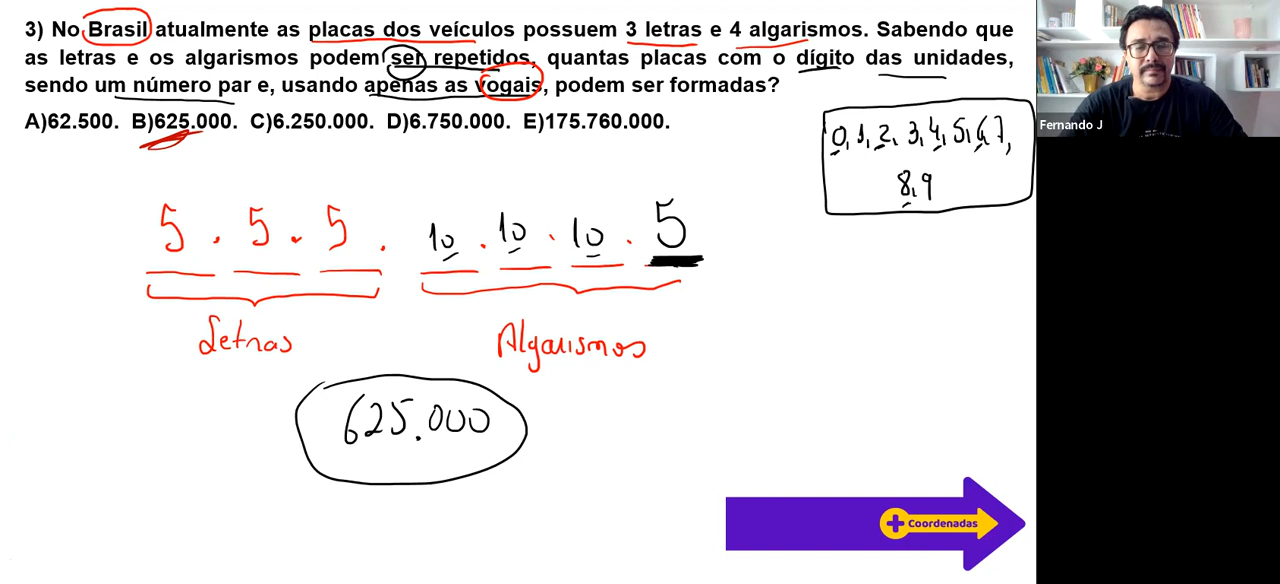 3) No Brasil atualmente as placas dos veículos possuem 3 letras e 4 algarismos. Sabendo que
as letras e os algarismos podem ser repetidos, quantas placas com o dígito das unidades,
sendo um número par e, usando apenas as vogais, podem ser formadas?
A)62.500. B)625.000. C)6.250.000. D)6.750.000. E)175.760.000.
Fernando J
0, 1, 2, 3, 4, 5, 6, 7,
8, 9
5 . 5 . 5 . 10 . 10 . 10 . 5
Letras
Algarismos
625.000
+ Coordenadas